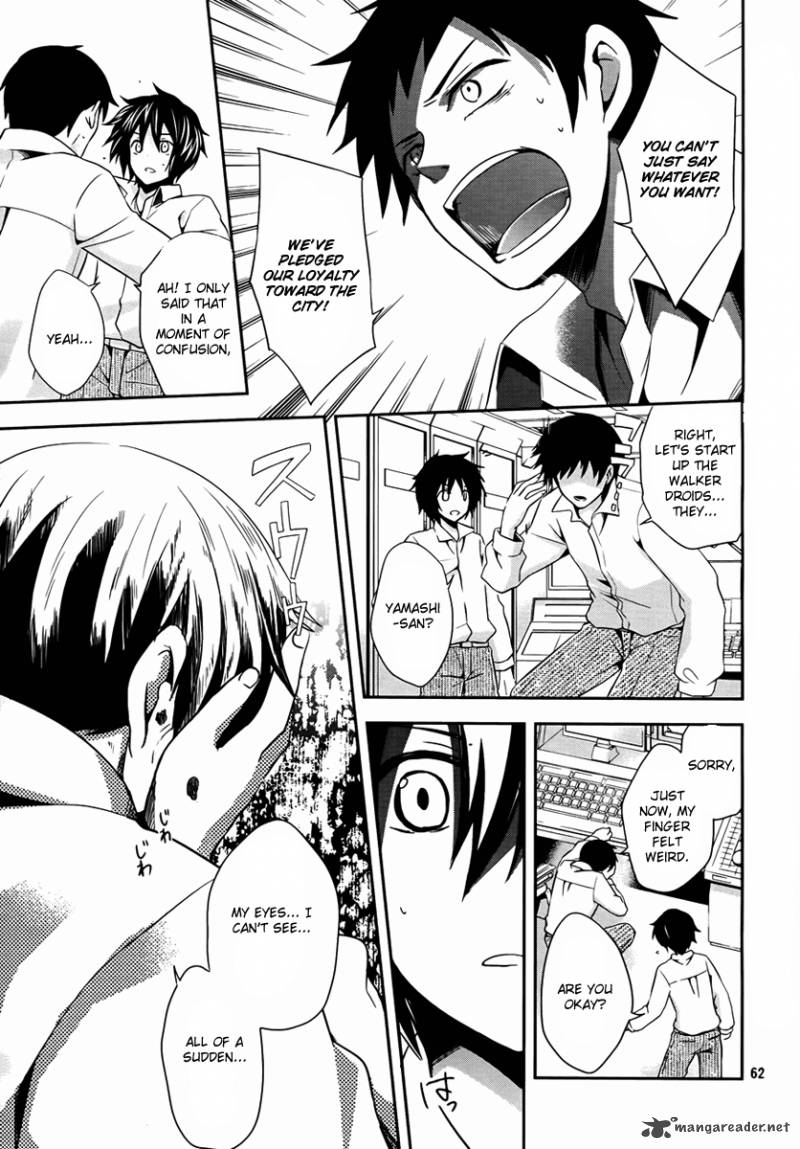 YOU CAN'T
JUST SAY
WHATEVER
YOU WANT!
WE'VE
PLEDGED
OUR LOYALTY
TOWARD THE
CITY!
AH! I ONLY
SAID THAT
IN A
MOMENT OF
CONFUSION,
YEAH...
RIGHT,
LET'S START
UP THE
WALKER
DROIDS...
THEY...
YAMASHI
-SAN?
スゥーッ
SORRY,
JUST
NOW, MY
FINGER
FELT
WEIRD.
ARE YOU
OKAY?
はっ
じわ
じわ
MY EYES... I
CAN'T SEE...
ALL OF A
SUDDEN...
62
mangareader.net